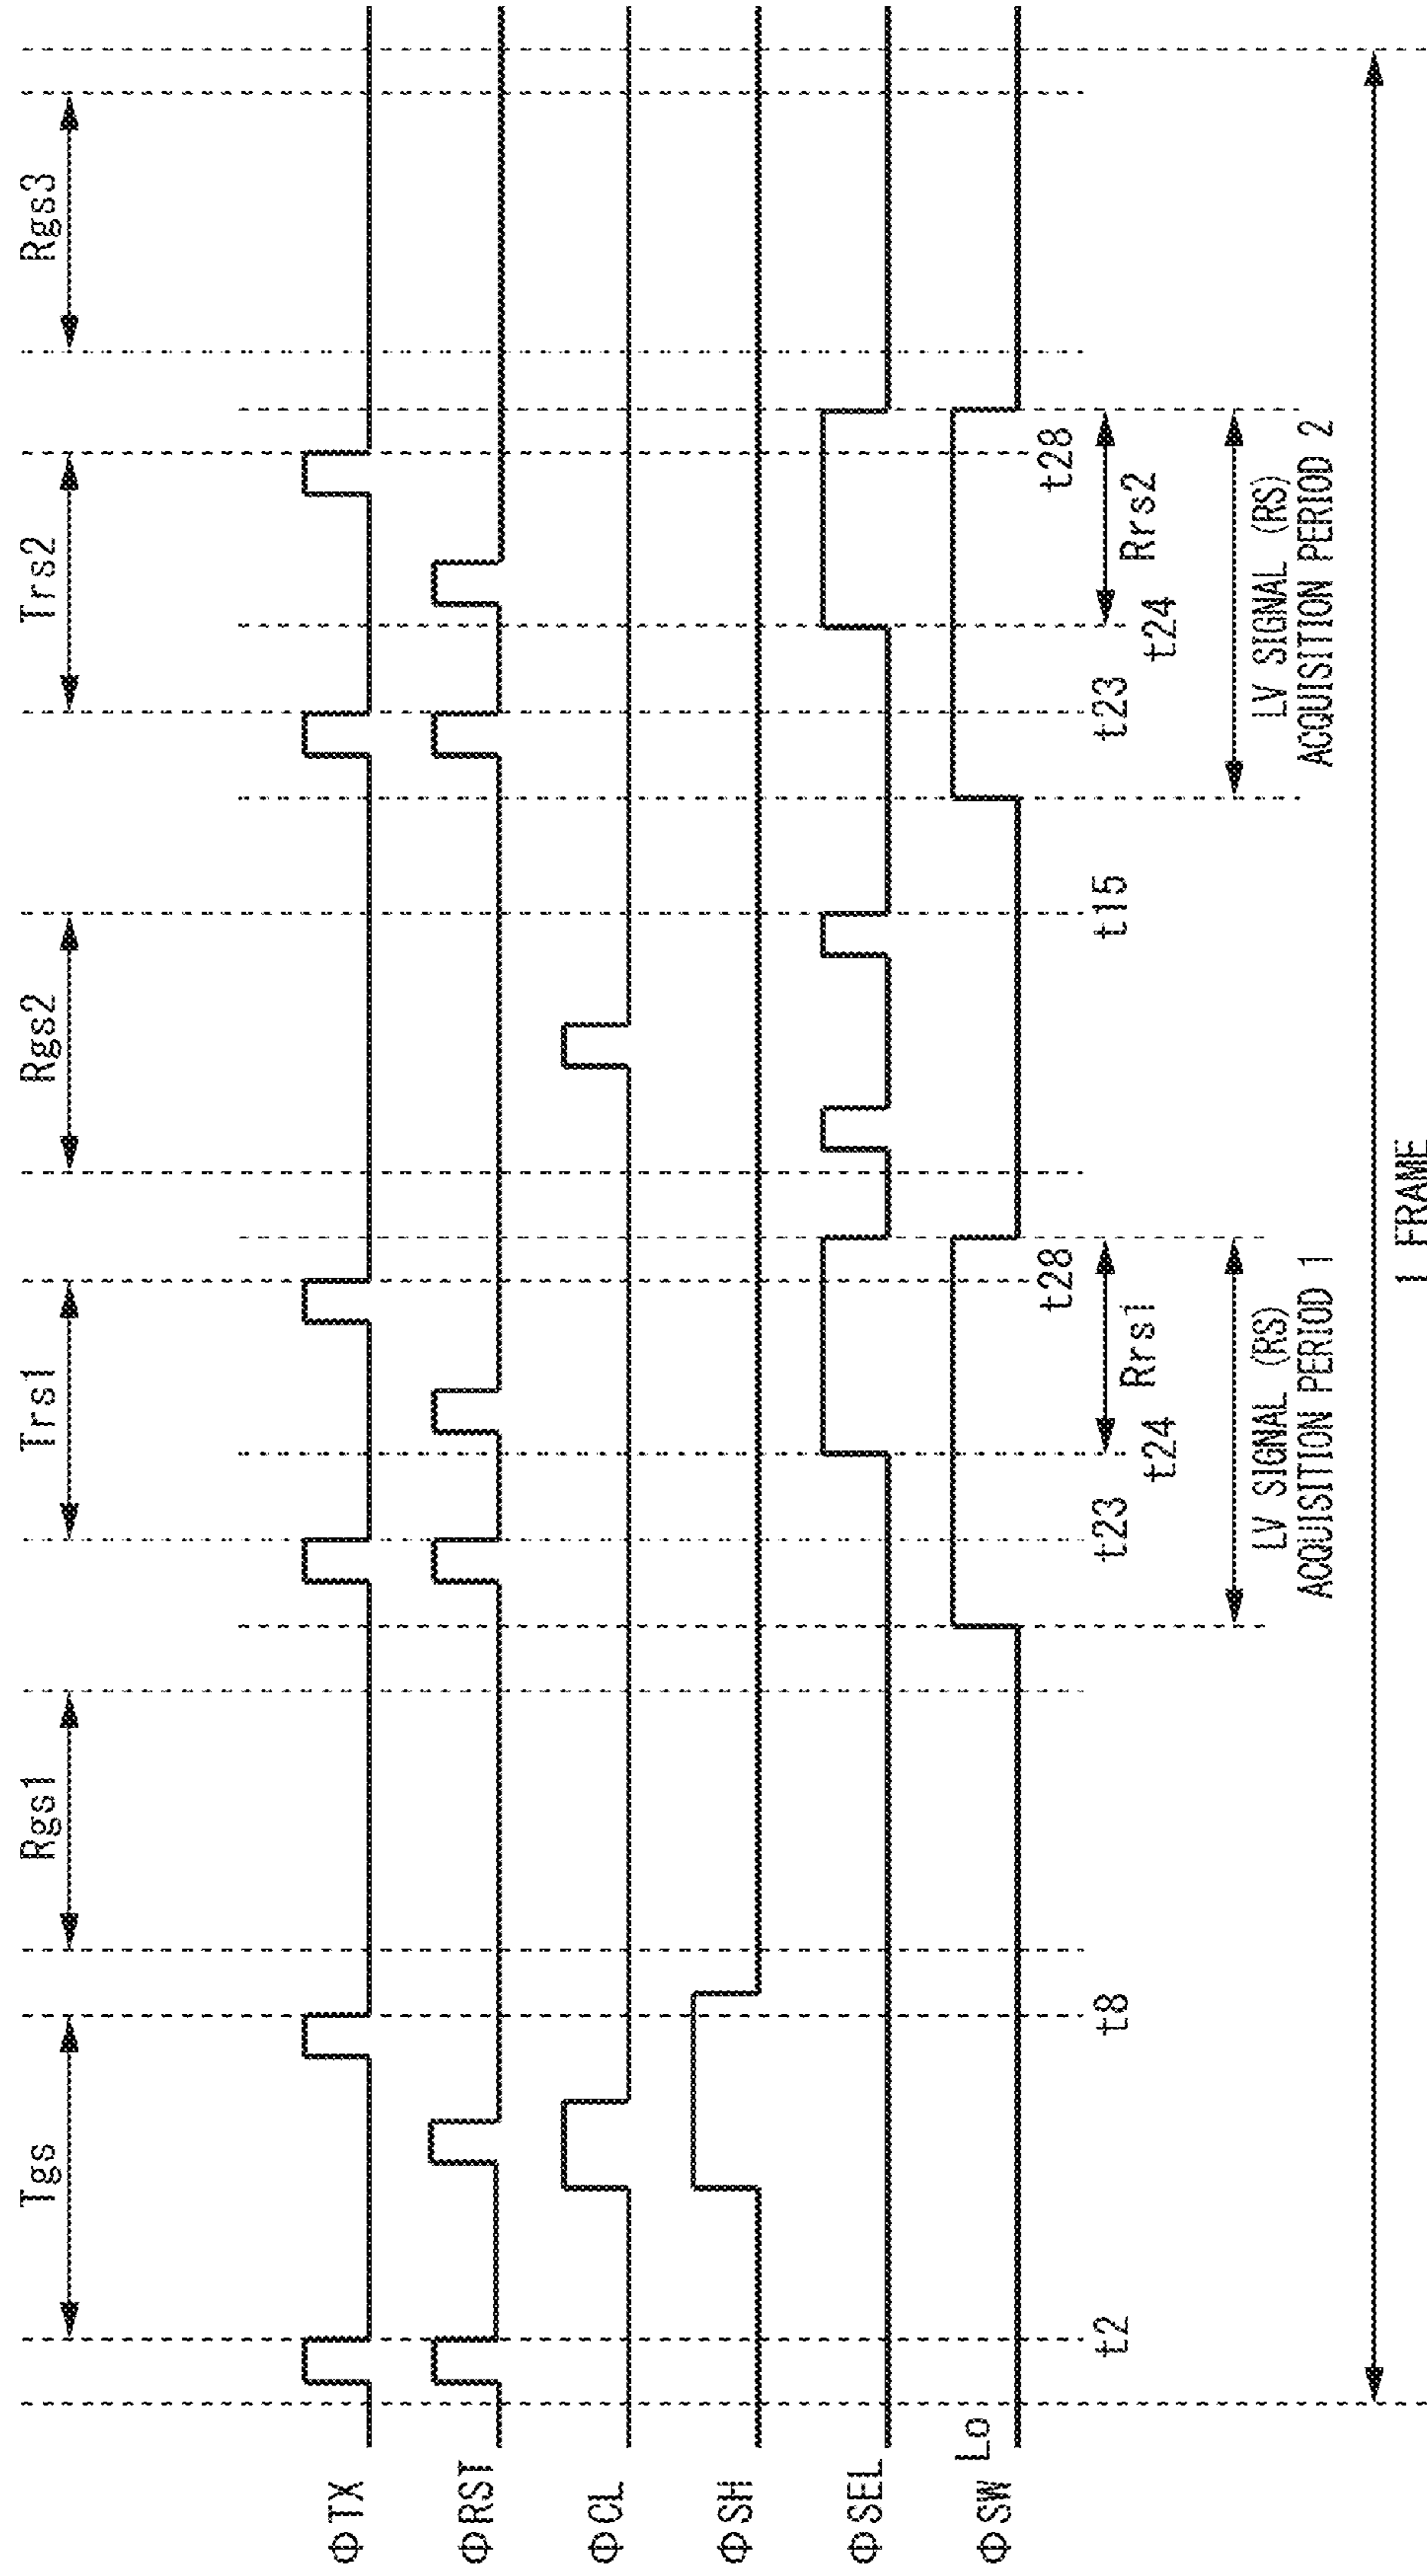 Tgs
Rgs1
Trs1
Rgs2
Trs2
Rgs3
ΦTX
ΦRST
ΦCL
ΦSH
ΦSEL
ΦSW
Lo
t2
t8
t23
t24
t28
t15
t23
t24
t28
Rrs1
Rrs2
LV SIGNAL (RS)
ACQUISITION PERIOD 1
LV SIGNAL (RS)
ACQUISITION PERIOD 2
1 FRAME